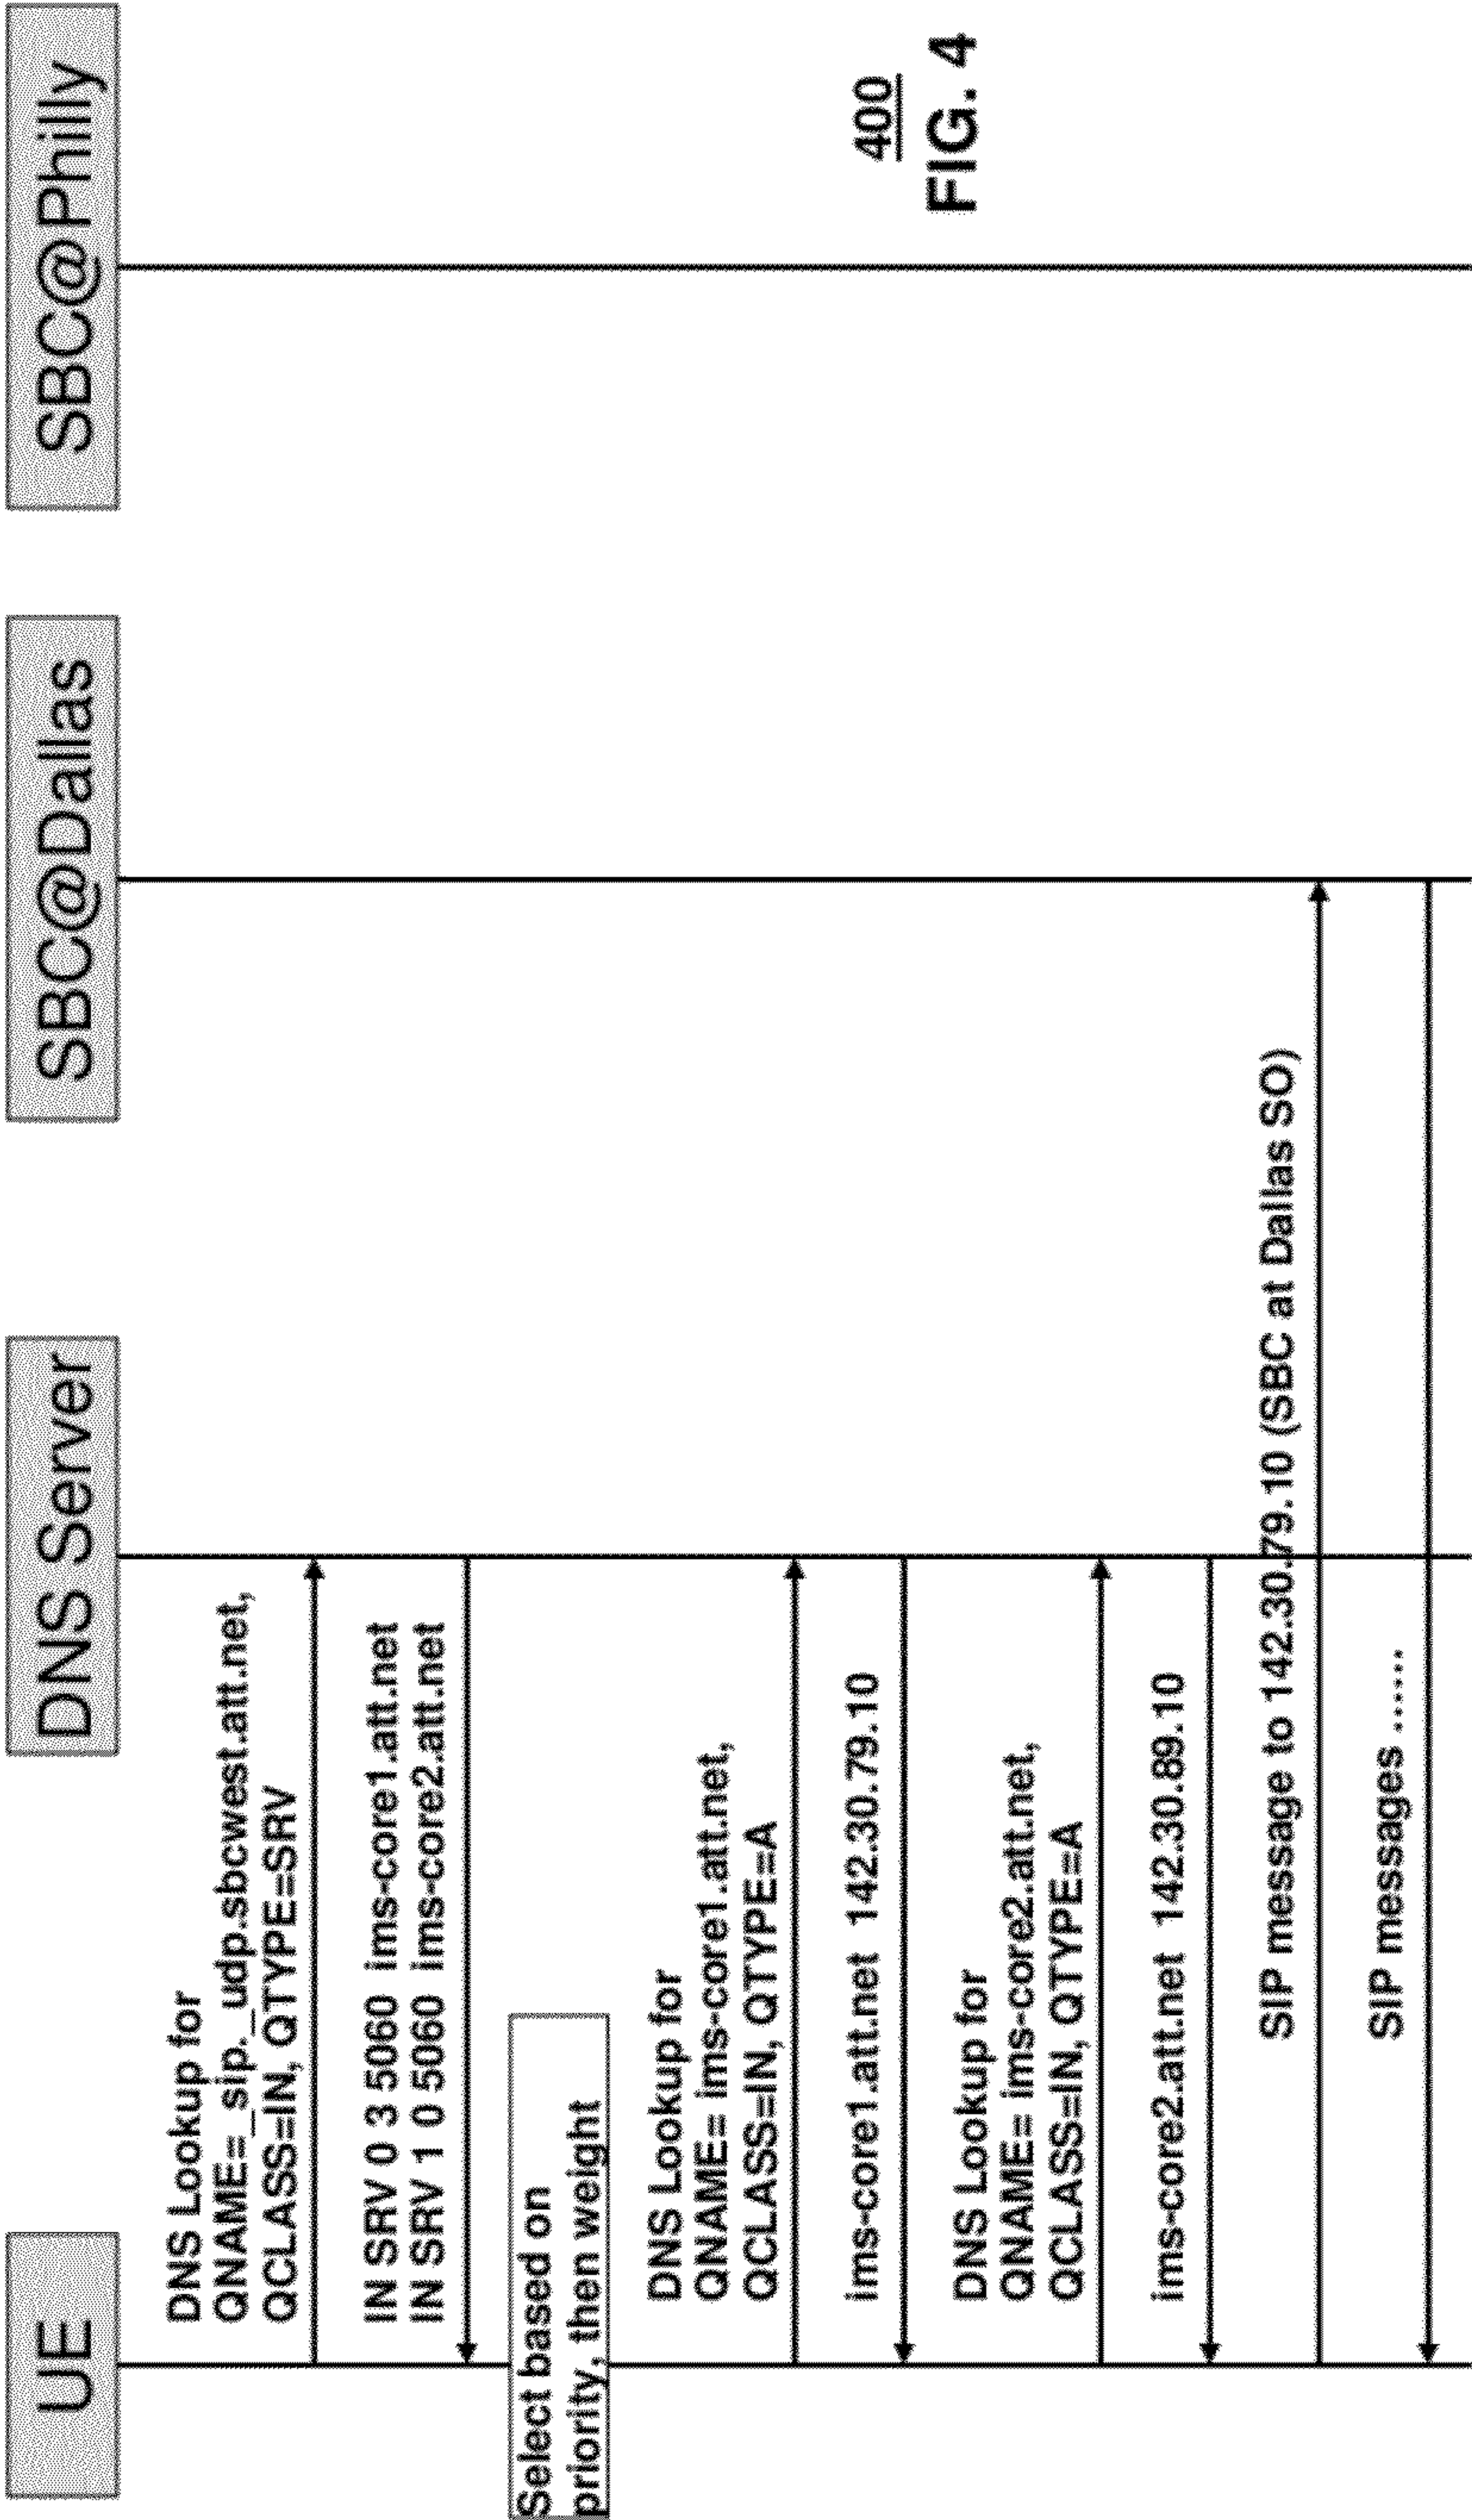 UE
DNS Server
SBC@Dallas
SBC@Philly
DNS Lookup for
QNAME=_sip._udp.sbcwest.att.net,
QCLASS=IN, QTYPE=SRV
IN SRV 0 3 5060 ims-core1.att.net
IN SRV 1 0 5060 ims-core2.att.net
Select based on
priority, then weight
DNS Lookup for
QNAME= ims-core1.att.net,
QCLASS=IN, QTYPE=A
ims-core1.att.net 142.30.79.10
DNS Lookup for
QNAME= ims-core2.att.net,
QCLASS=IN, QTYPE=A
ims-core2.att.net 142.30.89.10
SIP message to 142.30.79.10 (SBC at Dallas SO)
SIP messages ......
400
FIG. 4